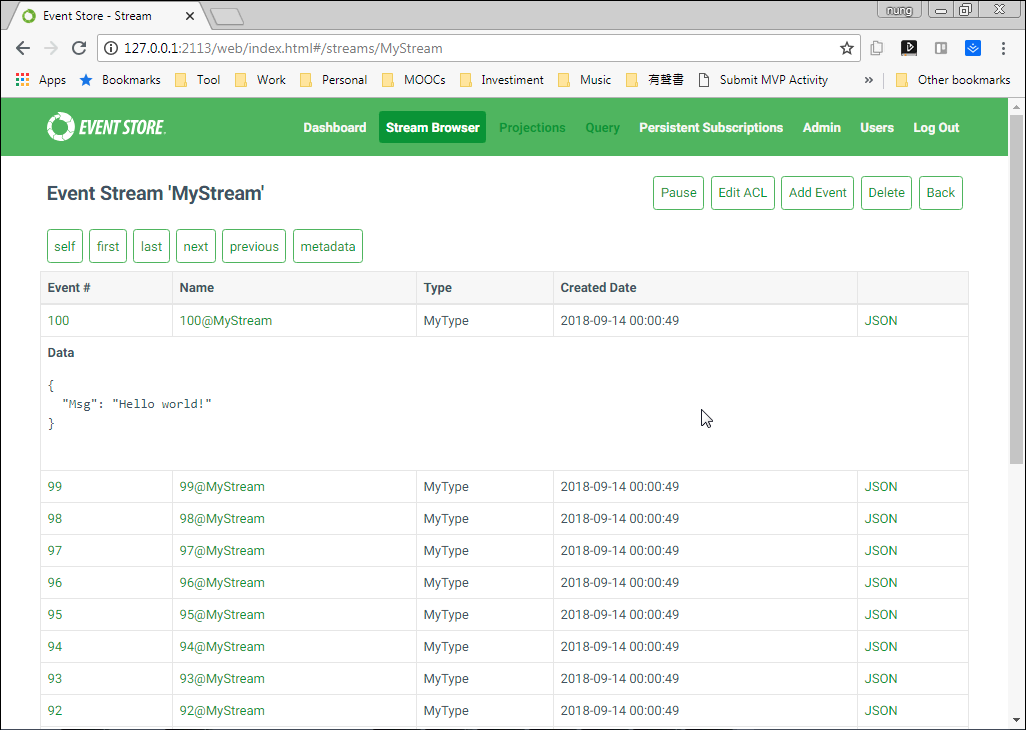 Event Store - Stream
nung
127.0.0.1:2113/web/index.html#/streams/MyStream
Apps Bookmarks Tool Work Personal MOOCs Investiment Music 有聲書 Submit MVP Activity » Other bookmarks
EVENT STORE. Dashboard Stream Browser Projections Query Persistent Subscriptions Admin Users Log Out
Event Stream 'MyStream' Pause Edit ACL Add Event Delete Back
self first last next previous metadata
Event # Name Type Created Date
100 100@MyStream MyType 2018-09-14 00:00:49 JSON
Data
{
"Msg": "Hello world!"
}
99 99@MyStream MyType 2018-09-14 00:00:49 JSON
98 98@MyStream MyType 2018-09-14 00:00:49 JSON
97 97@MyStream MyType 2018-09-14 00:00:49 JSON
96 96@MyStream MyType 2018-09-14 00:00:49 JSON
95 95@MyStream MyType 2018-09-14 00:00:49 JSON
94 94@MyStream MyType 2018-09-14 00:00:49 JSON
93 93@MyStream MyType 2018-09-14 00:00:49 JSON
92 92@MyStream MyType 2018-09-14 00:00:49 JSON